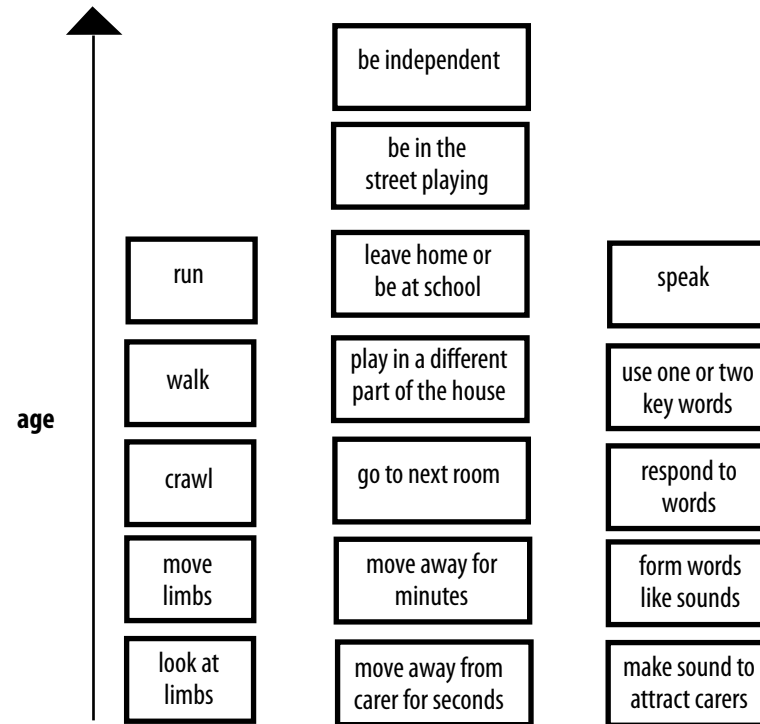 be independent
be in the
street playing
run
leave home or
be at school
speak
walk
play in a different
part of the house
use one or two
key words
age
crawl
go to next room
respond to
words
move
limbs
move away for
minutes
form words
like sounds
look at
limbs
move away from
carer for seconds
make sound to
attract carers